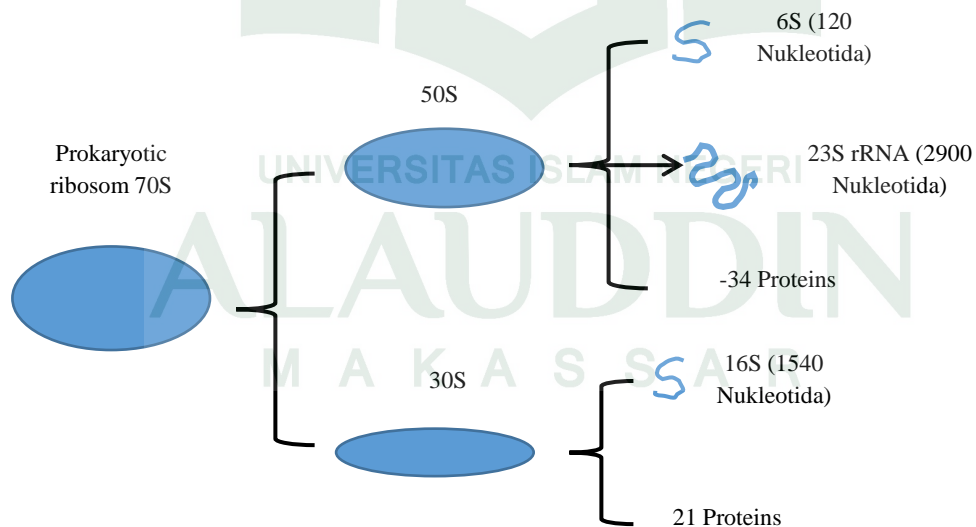 6S (120
Nukleotida)
50S
Prokaryotic
ribosom 70S
23S rRNA (2900
Nukleotida)
UNIVERSITAS ISLAM NEGERI
ALAUDDIN
-34 Proteins
MAKASSAR
30S
16S (1540
Nukleotida)
21 Proteins